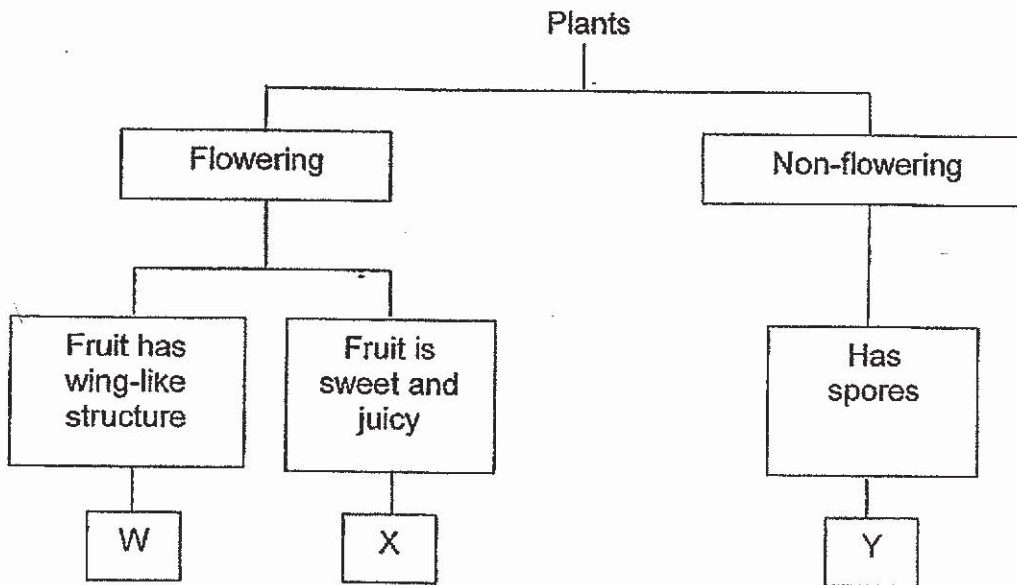 Plants
Flowering
Non-flowering
Fruit has
wing-like
structure
Fruit is
sweet and
juicy
Has
spores
W
X
Y